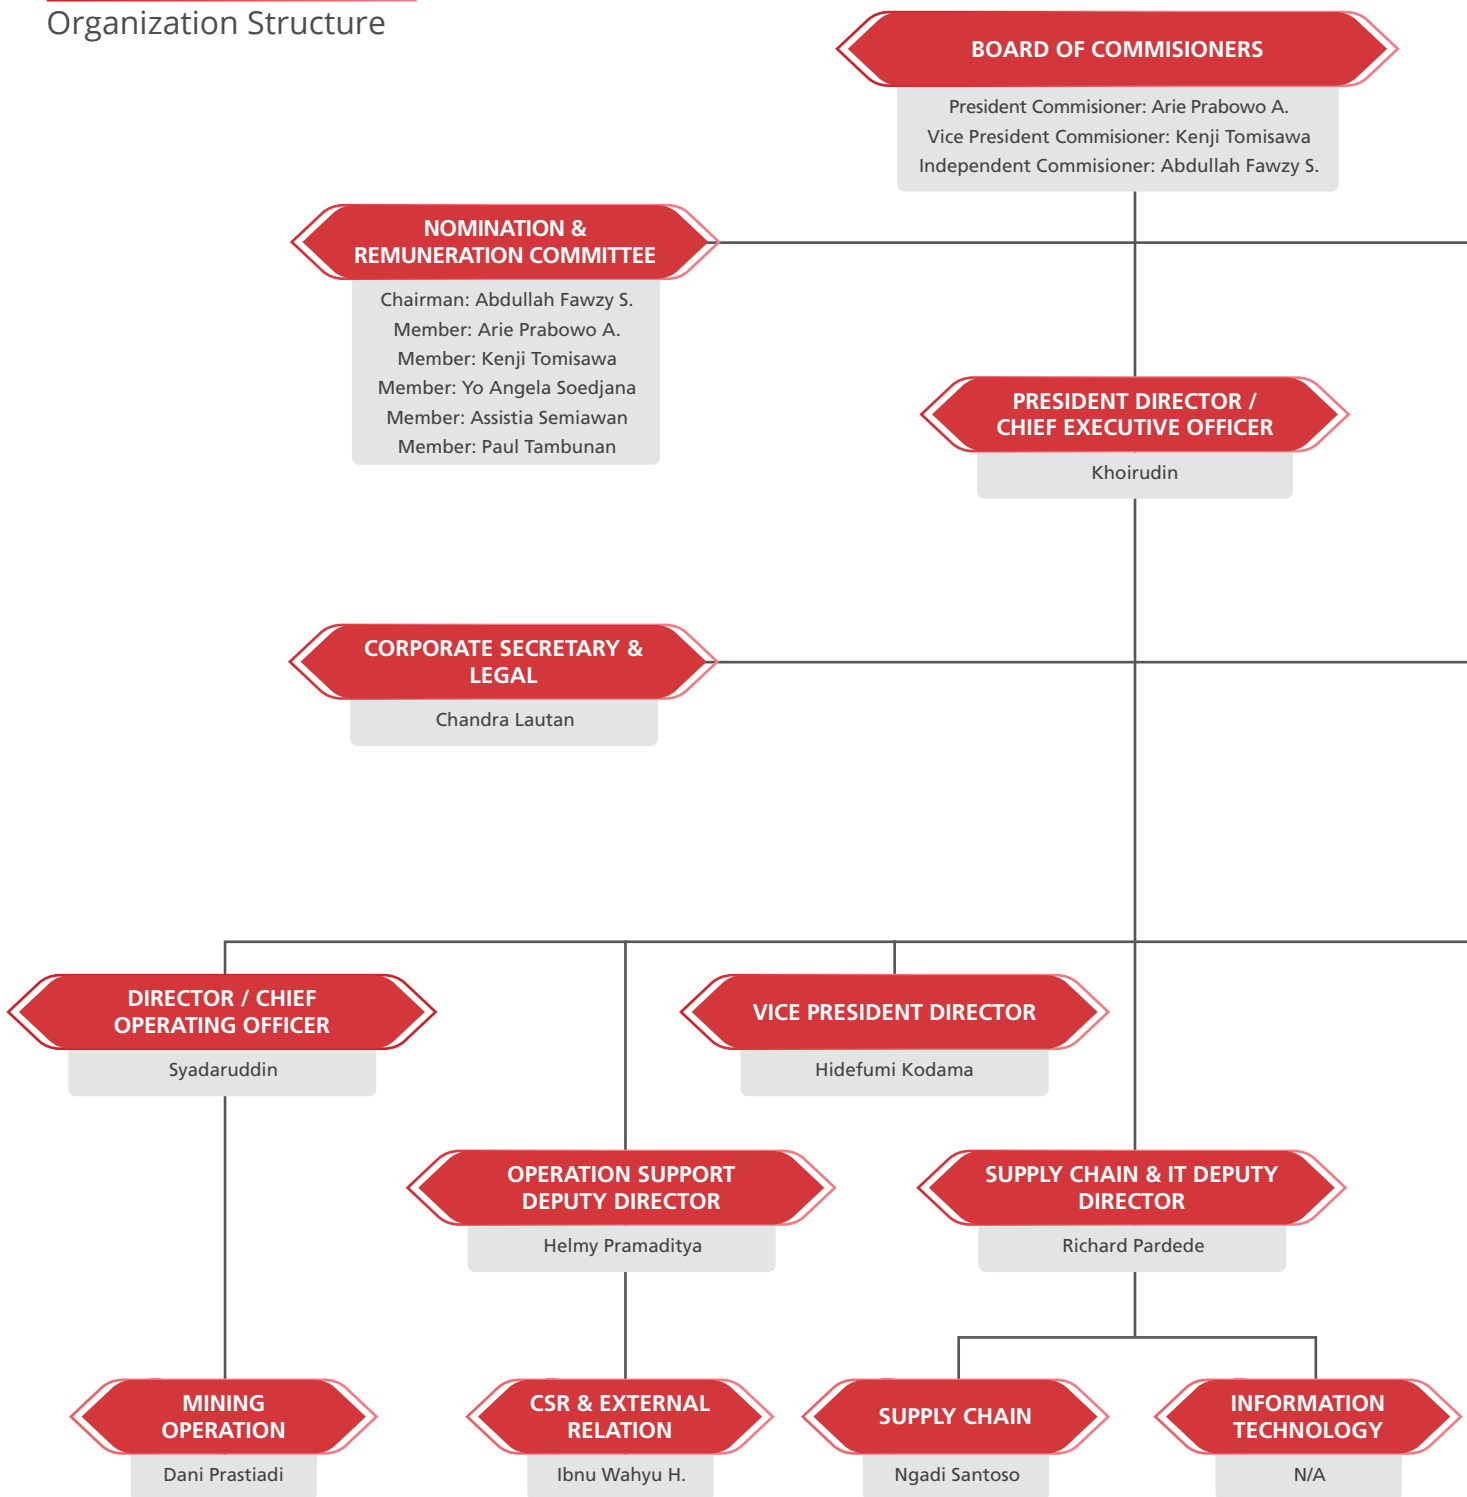 Organization Structure
BOARD OF COMMISIONERS
President Commisioner: Arie Prabowo A.
Vice President Commisioner: Kenji Tomisawa
Independent Commisioner: Abdullah Fawzy S.
NOMINATION &
REMUNERATION COMMITTEE
Chairman: Abdullah Fawzy S.
Member: Arie Prabowo A.
Member: Kenji Tomisawa
Member: Yo Angela Soedjana
Member: Assistia Semiawan
Member: Paul Tambunan
PRESIDENT DIRECTOR /
CHIEF EXECUTIVE OFFICER
Khoirudin
CORPORATE SECRETARY &
LEGAL
Chandra Lautan
DIRECTOR / CHIEF
OPERATING OFFICER
Syadaruddin
VICE PRESIDENT DIRECTOR
Hidefumi Kodama
OPERATION SUPPORT
DEPUTY DIRECTOR
Helmy Pramaditya
SUPPLY CHAIN & IT DEPUTY
DIRECTOR
Richard Pardede
MINING
OPERATION
Dani Prastiadi
CSR & EXTERNAL
RELATION
Ibnu Wahyu H.
SUPPLY CHAIN
Ngadi Santoso
INFORMATION
TECHNOLOGY
N/A